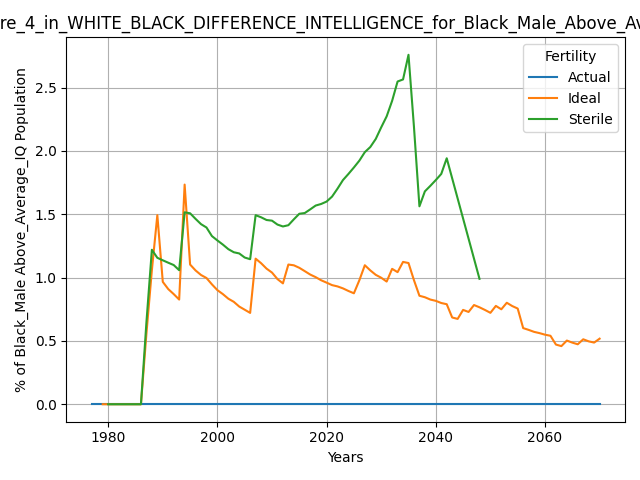 re_4_in_WHITE_BLACK_DIFFERENCE_INTELLIGENCE_for_Black_Male_Above_Av
% of Black_Male Above_Average_IQ Population
2.5
2.0
1.5
1.0
0.5
0.0
Fertility
Actual
Ideal
Sterile
1980 2000 2020 2040 2060
Years